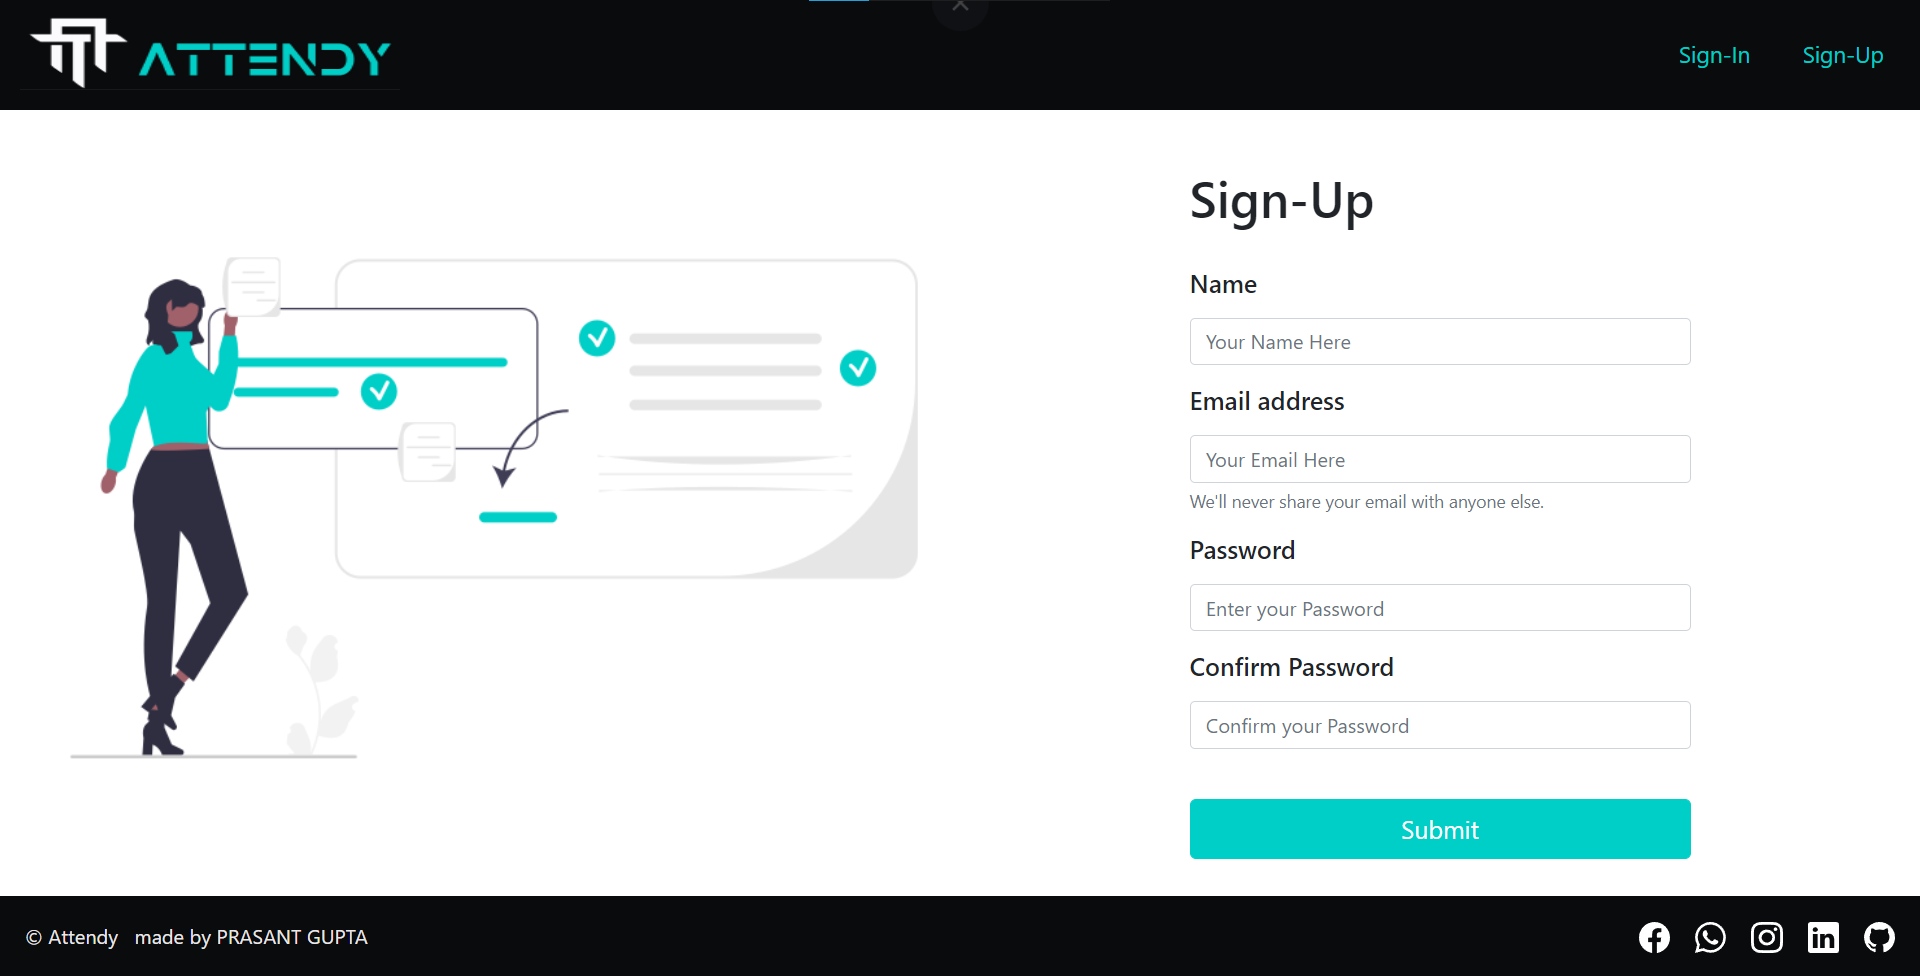 ATTENDY
Sign-In Sign-Up
Sign-Up
Name
Your Name Here
Email address
Your Email Here
We'll never share your email with anyone else.
Password
Enter your Password
Confirm Password
Confirm your Password
Submit
© Attendy made by PRASANT GUPTA
in